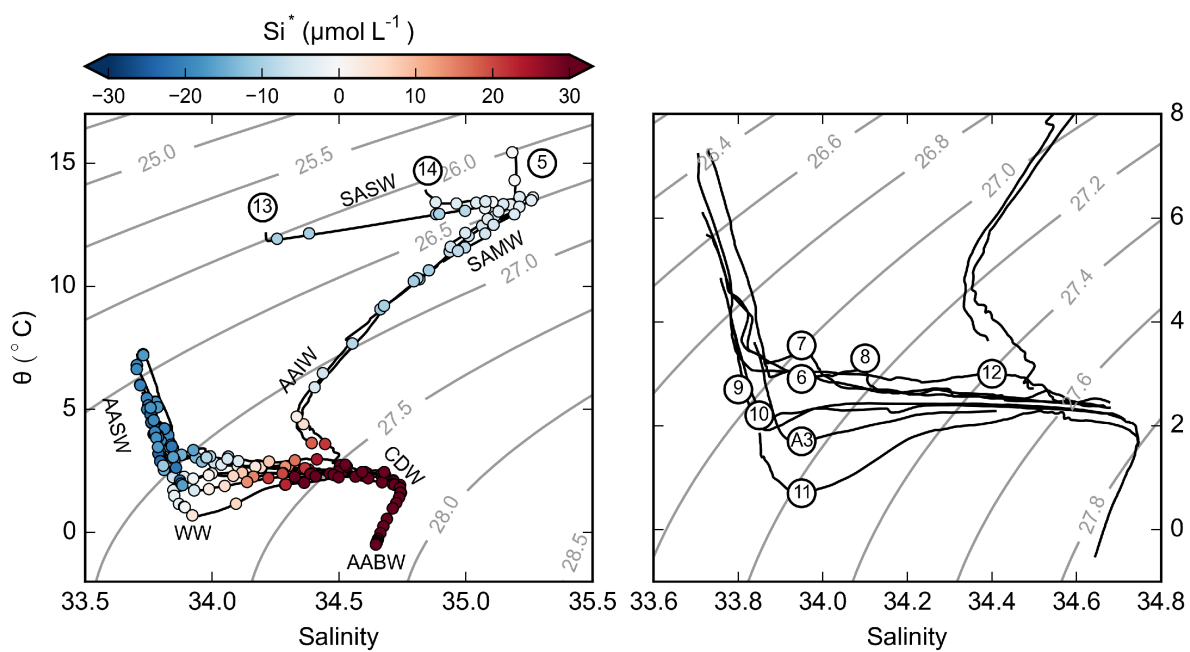 Si* (µmol L⁻¹)
−30 −20 −10 0 10 20 30
15
10
5
0
θ (°C)
33.5 34.0 34.5 35.0 35.5
Salinity
25.0
25.5
26.0
26.5
27.0
27.5
28.0
28.5
13
14
5
SASW
SAMW
AAIW
AASW
CDW
WW
AABW
8
6
4
2
0
33.6 33.8 34.0 34.2 34.4 34.6 34.8
Salinity
26.4
26.6
26.8
27.0
27.2
27.4
27.6
27.8
7
8
6
12
9
10
A3
11